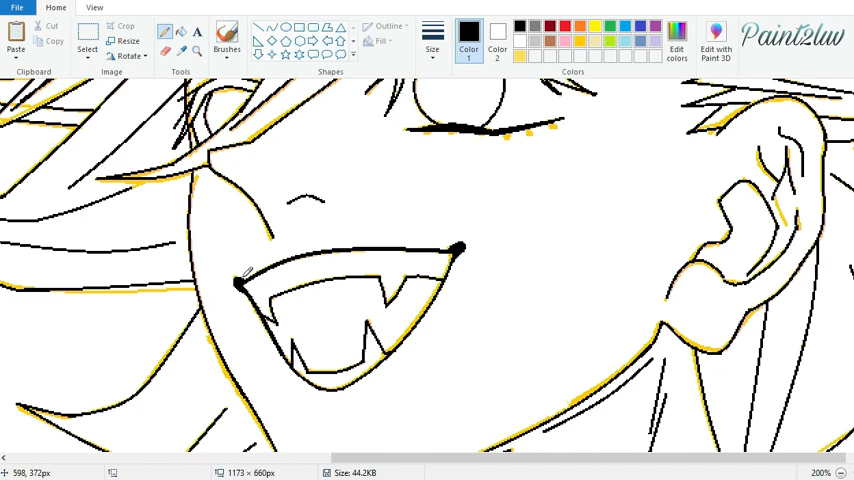 File Home View
Paste Cut Copy Clipboard
Select Crop Resize Rotate Image
Tools
Brushes
Outline Fill Shapes
Size
Color 1
Color 2
Edit colors
Colors
Edit with Paint 3D
Paint2luv
598, 372px
1173 × 660px
Size: 44.2KB
200%